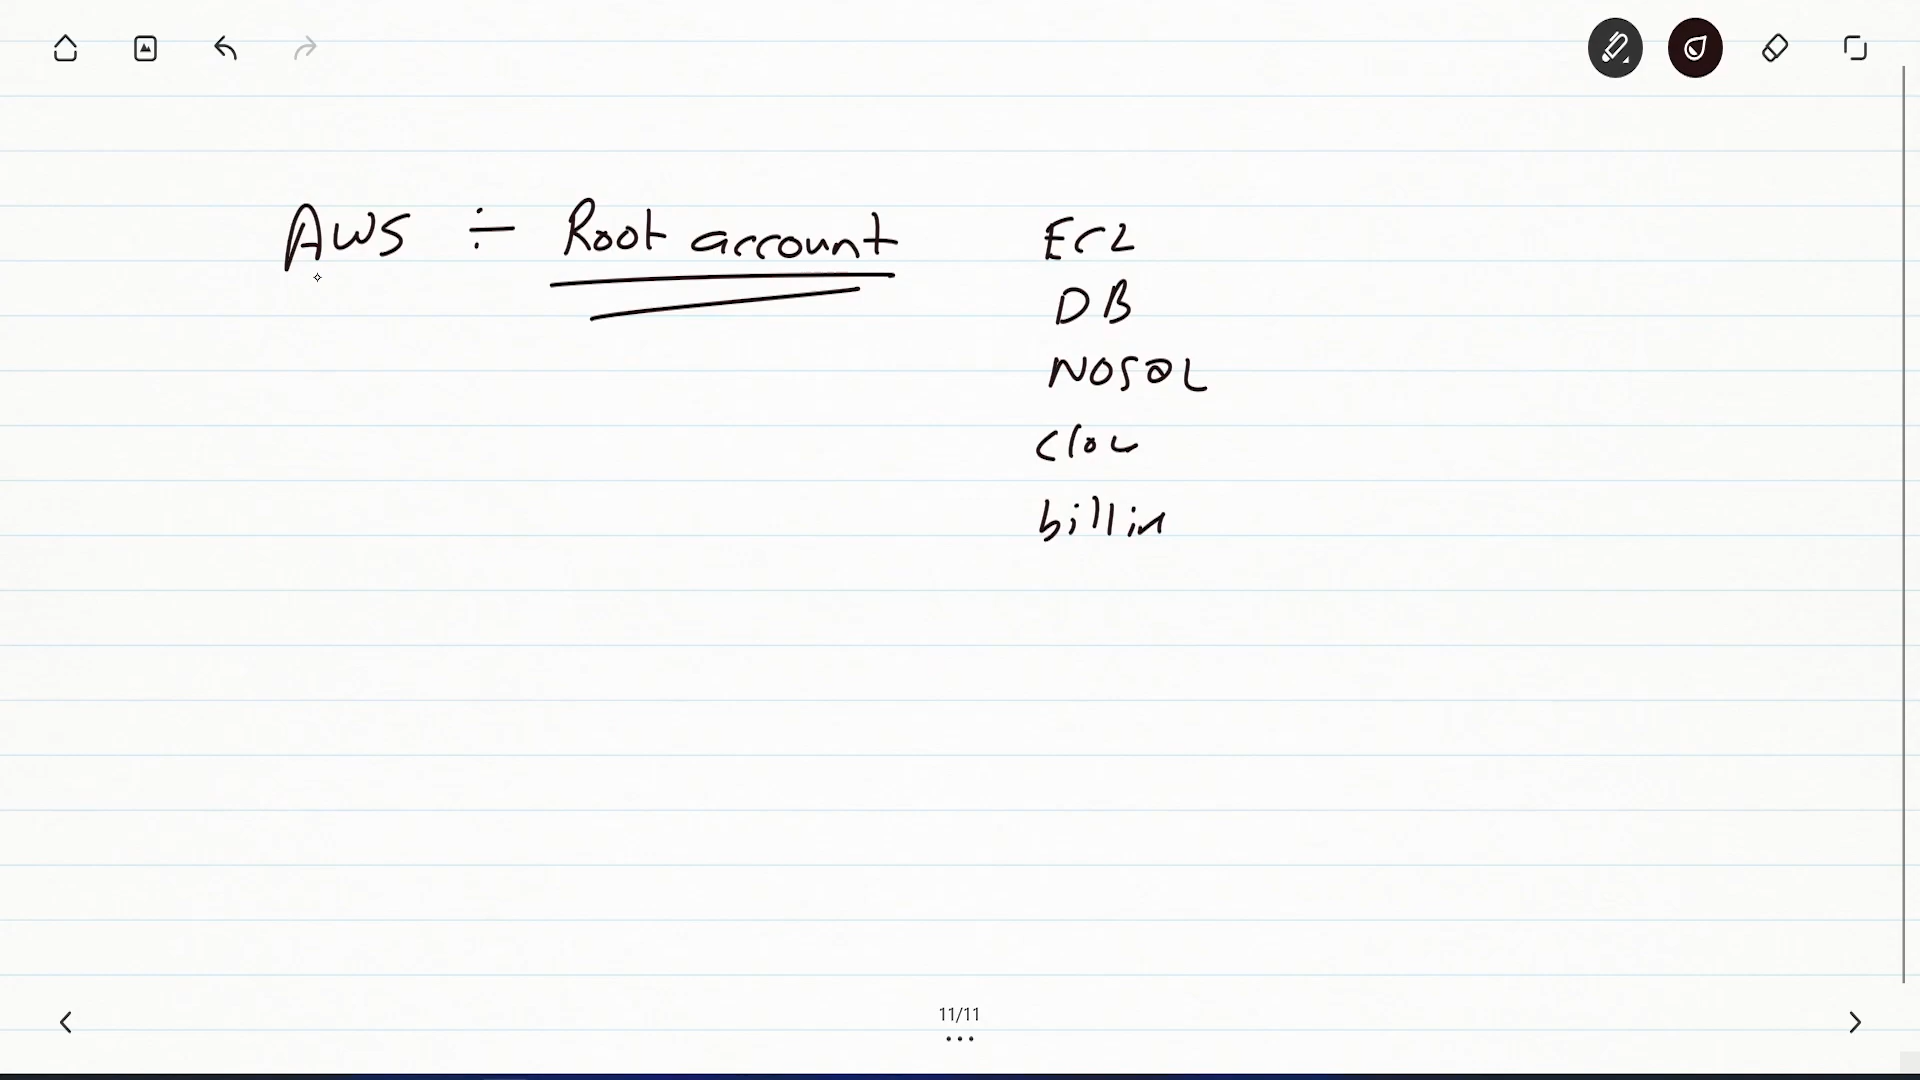 AWS ÷ Root account
EC2
DB
NOSQL
clou
billin
11/11